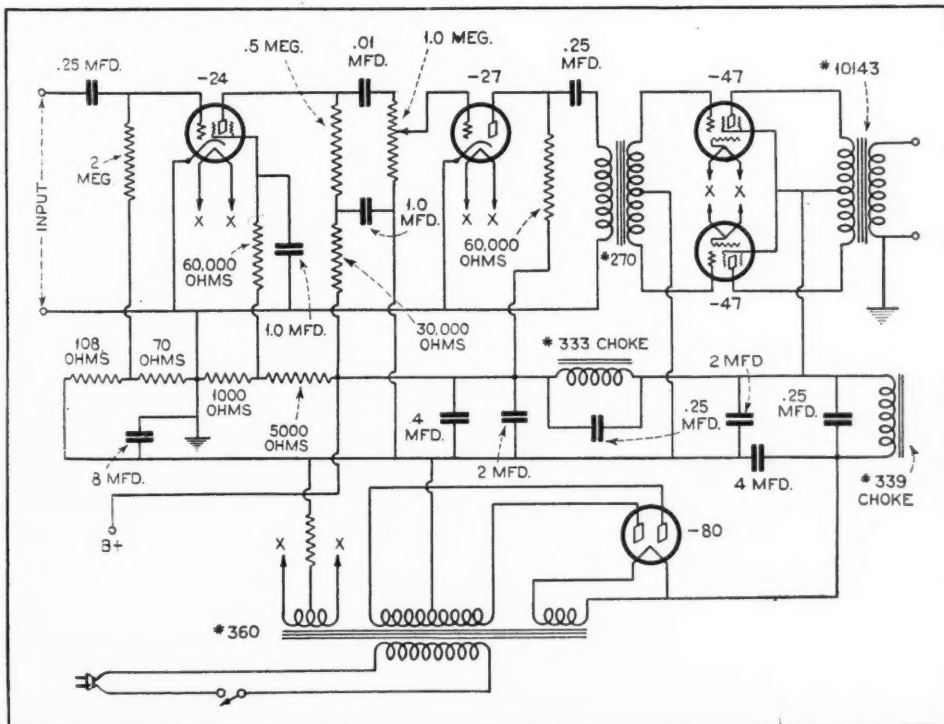 .25 MFD.
-24
.5 MEG.
.01
MFD.
1.0 MEG.
-27
.25
MFD.
-47
* 10143
INPUT
2
MEG.
X X
60,000
OHMS
1.0 MFD.
1.0
MFD.
30,000
OHMS
X X
60,000
OHMS
*270
X X
-47
108
OHMS
70
OHMS
1000
OHMS
5000
OHMS
8 MFD.
B+
.4
MFD.
2 MFD.
* 333 CHOKE
.25
MFD.
2 MFD
.25
MFD.
4 MFD.
*339
CHOKE
X X
-80
*360